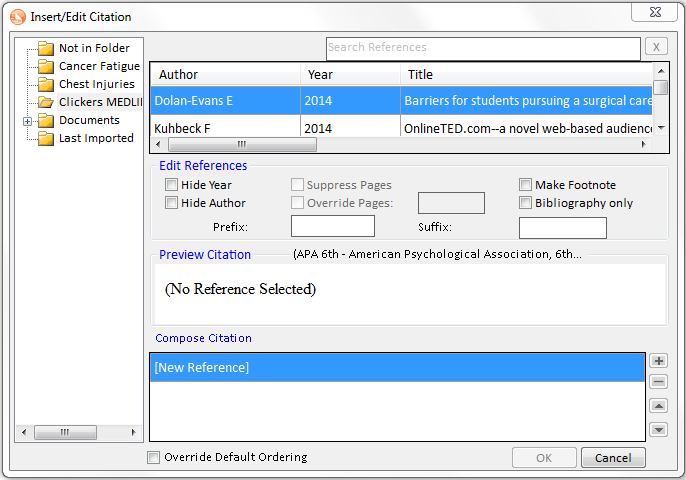 Insert/Edit Citation
Not in Folder
Cancer Fatigue
Chest Injuries
Clickers MEDLI
Documents
Last Imported
Search References
X
Author Year Title
Dolan-Evans E 2014 Barriers for students pursuing a surgical care
Kuhbeck F 2014 OnlineTED.com--a novel web-based audience
Edit References
Hide Year Suppress Pages Make Footnote
Hide Author Override Pages: Bibliography only
Prefix: Suffix:
Preview Citation (APA 6th - American Psychological Association, 6th...
(No Reference Selected)
Compose Citation
[New Reference]
Override Default Ordering OK Cancel